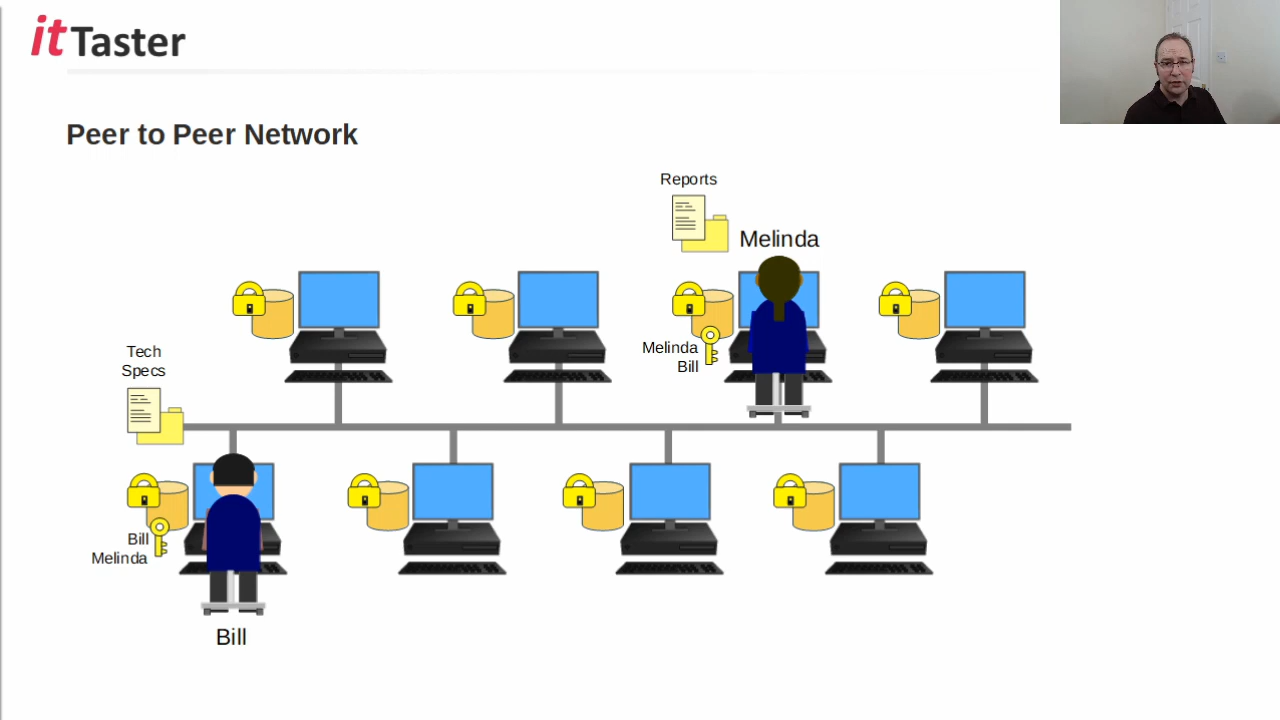 itTaster
Peer to Peer Network
Reports
Melinda
Melinda
Bill
Tech
Specs
Bill
Melinda
Bill